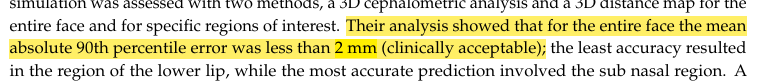 simulation was assessed with two methods, a 3D cephalometric analysis and a 3D distance map for the
entire face and for specific regions of interest. Their analysis showed that for the entire face the mean
absolute 90th percentile error was less than 2 mm (clinically acceptable); the least accuracy resulted
in the region of the lower lip, while the most accurate prediction involved the sub nasal region. A